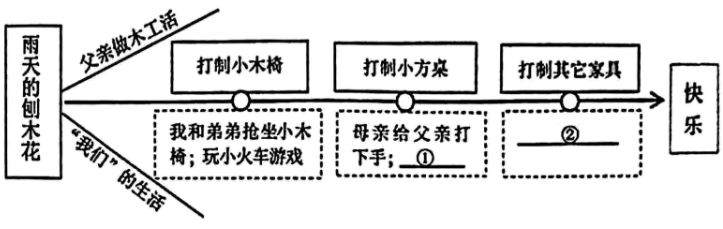 雨天的刨木花
父亲做木工活
“我们”的生活
打制小木椅
打制小方桌
打制其它家具
我和弟弟抢坐小木
椅；玩小火车游戏
母亲给父亲打
下手；①
②
快乐